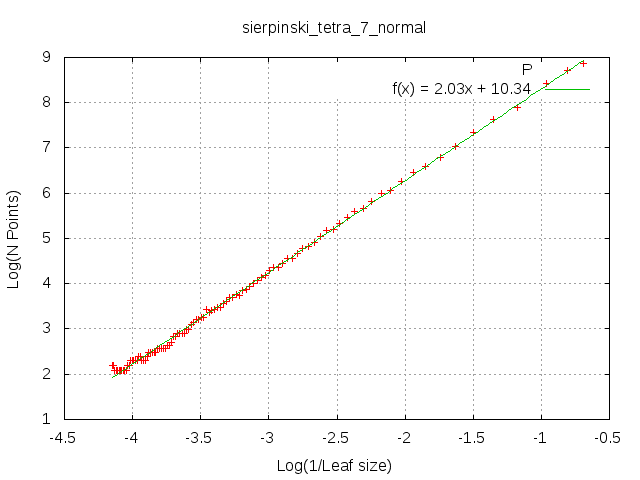 sierpinski_tetra_7_normal
9
8
7
6
5
4
3
2
1
Log(N Points)
P
f(x) = 2.03x + 10.34
-4.5 -4 -3.5 -3 -2.5 -2 -1.5 -1 -0.5
Log(1/Leaf size)